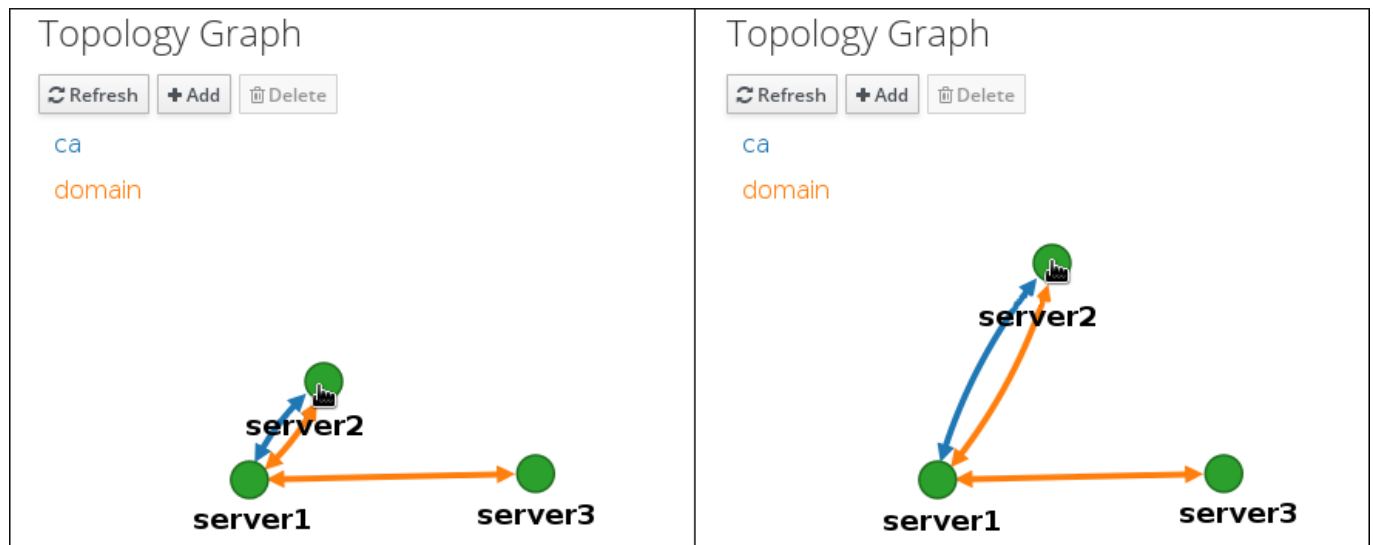 Topology Graph
Refresh Add Delete
ca
domain
server2
server1
server3
Topology Graph
Refresh Add Delete
ca
domain
server2
server1
server3